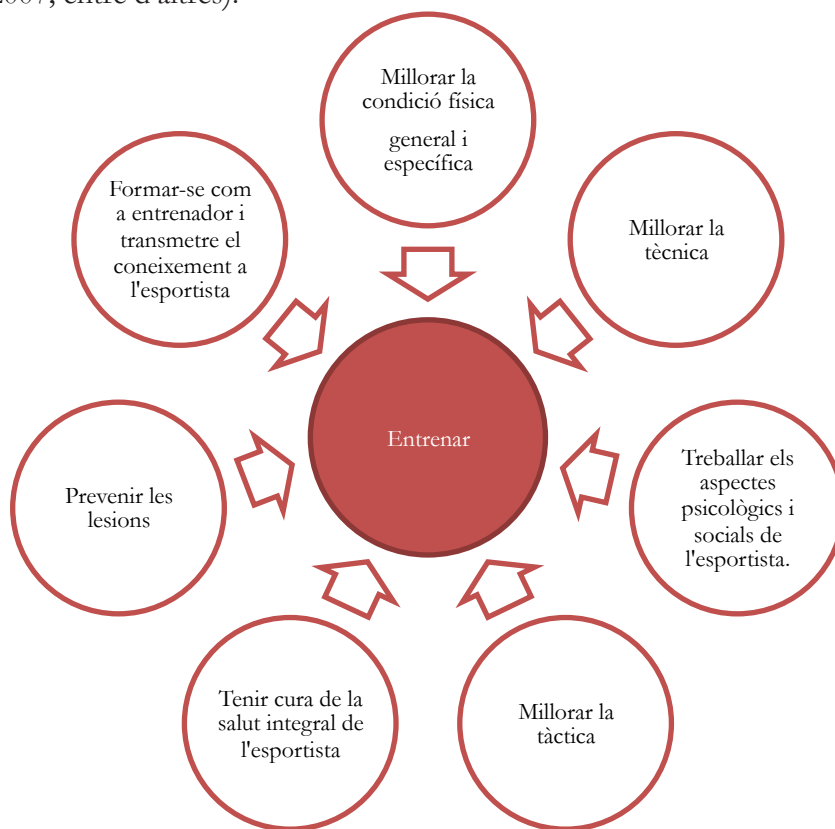 2007, entre d'altres).
Millorar la
condició física
general i
específica
Formar-se com
a entrenador i
transmetre el
coneixement a
l'esportista
Millorar la
tècnica
Entrenar
Prevenir les
lesions
Treballar els
aspectes
psicològics i
socials de
l'esportista.
Tenir cura de la
salut integral de
l'esportista
Millorar la
tàctica